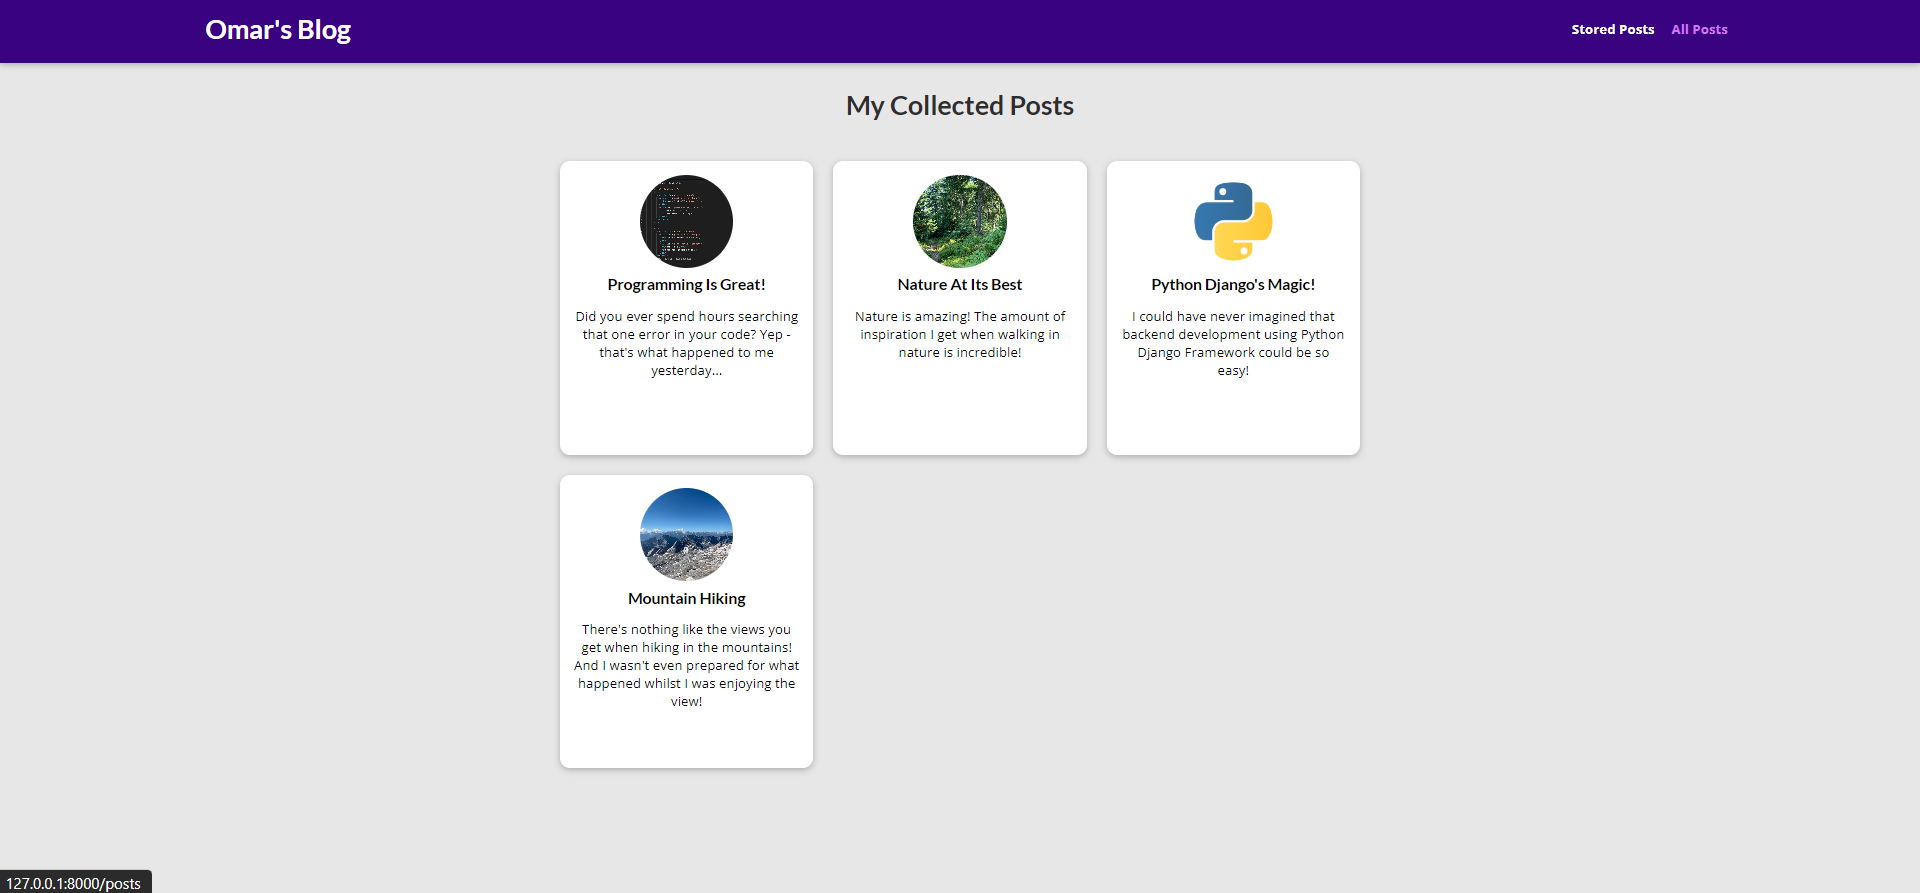 Omar's Blog
Stored Posts
All Posts
My Collected Posts
Programming Is Great!
Did you ever spend hours searching
that one error in your code? Yep -
that's what happened to me
yesterday...
Nature At Its Best
Nature is amazing! The amount of
inspiration I get when walking in
nature is incredible!
Python Django's Magic!
I could have never imagined that
backend development using Python
Django Framework could be so
easy!
Mountain Hiking
There's nothing like the views you
get when hiking in the mountains!
And I wasn't even prepared for what
happened whilst I was enjoying the
view!
127.0.0.1:8000/posts